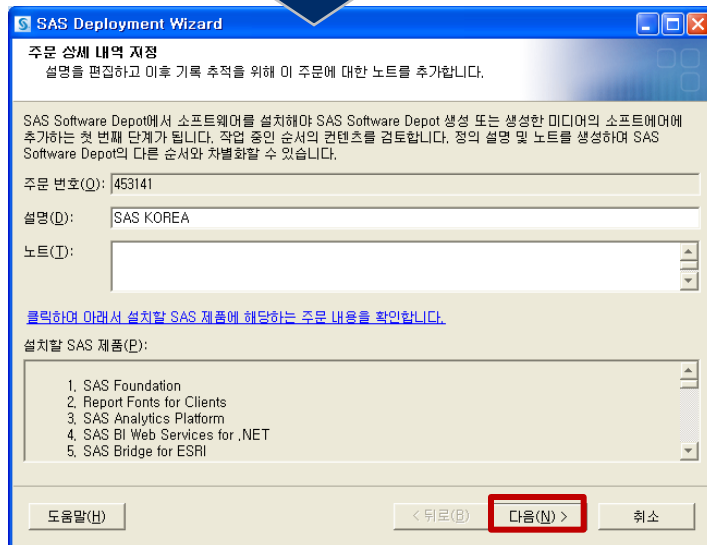 SAS Deployment Wizard
주문 상세 내역 지정
설명을 편집하고 이후 기록 추적을 위해 이 주문에 대한 노트를 추가합니다.
SAS Software Depot에서 소프트웨어를 설치해야 SAS Software Depot 생성 또는 생성한 미디어의 소프트에어에
추가하는 첫 번째 단계가 됩니다. 작업 중인 순서의 컨텐츠를 검토합니다. 정의 설명 및 노트를 생성하여 SAS
Software Depot의 다른 순서와 차별화할 수 있습니다.
주문 번호(O): 453141
설명(D): SAS KOREA
노트(T):
클릭하여 아래서 설치할 SAS 제품에 해당하는 주문 내용을 확인합니다.
설치할 SAS 제품(P):
1. SAS Foundation
2. Report Fonts for Clients
3. SAS Analytics Platform
4. SAS BI Web Services for .NET
5. SAS Bridge for ESRI
도움말(H) < 뒤로(B) 다음(N) > 취소